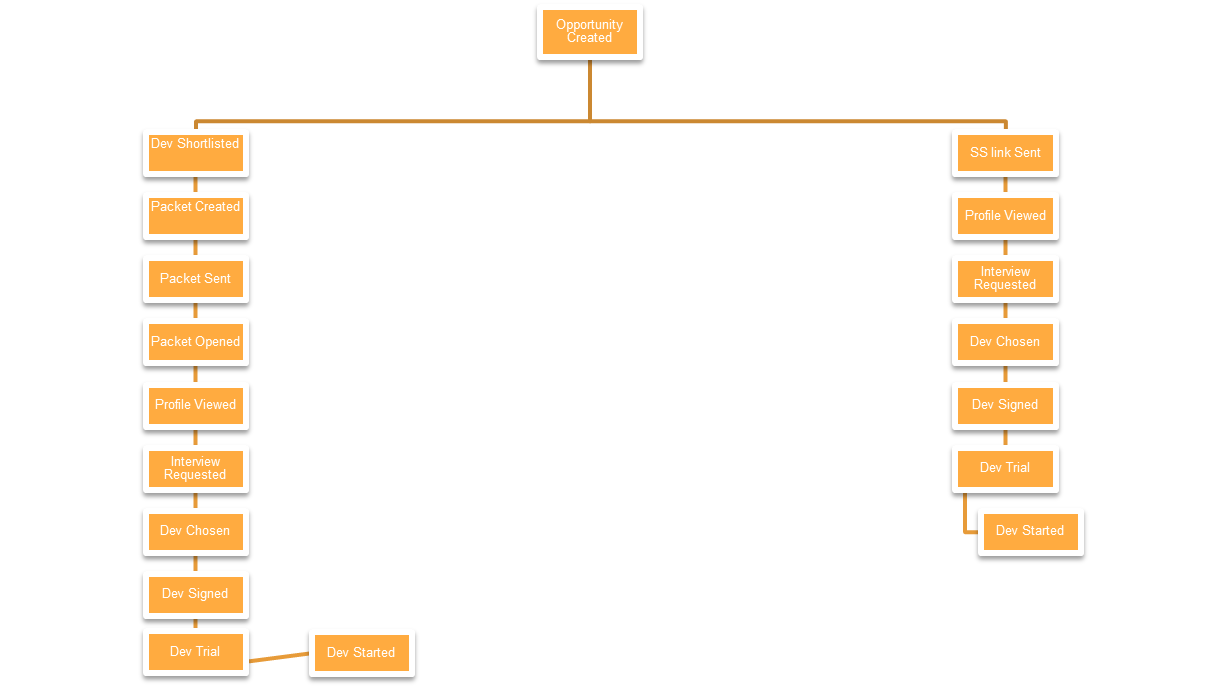 Opportunity
Created
Dev Shortlisted
Packet Created
Packet Sent
Packet Opened
Profile Viewed
Interview
Requested
Dev Chosen
Dev Signed
Dev Trial
Dev Started
SS link Sent
Profile Viewed
Interview
Requested
Dev Chosen
Dev Signed
Dev Trial
Dev Started